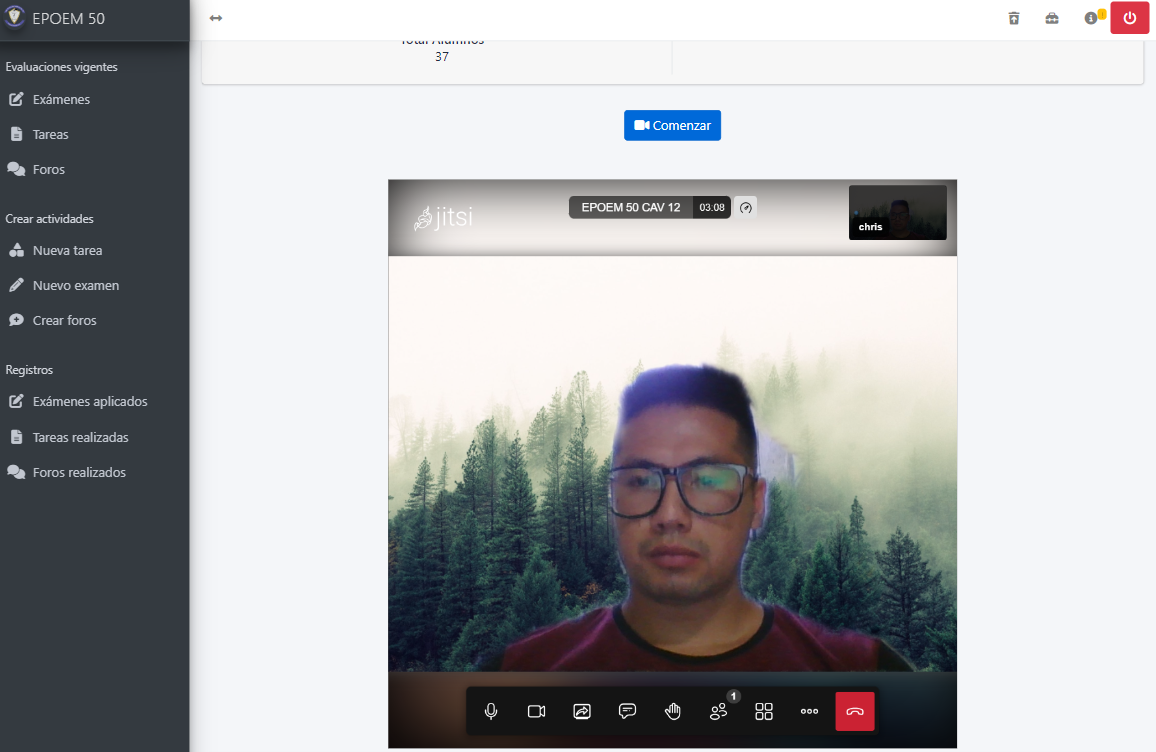 EPOEM 50
Evaluaciones vigentes
Exámenes
Tareas
Foros
Crear actividades
Nueva tarea
Nuevo examen
Crear foros
Registros
Exámenes aplicados
Tareas realizadas
Foros realizados
Total Alumnos
37
Comenzar
jitsi
EPOEM 50 CAV 12
03:08
chris
1